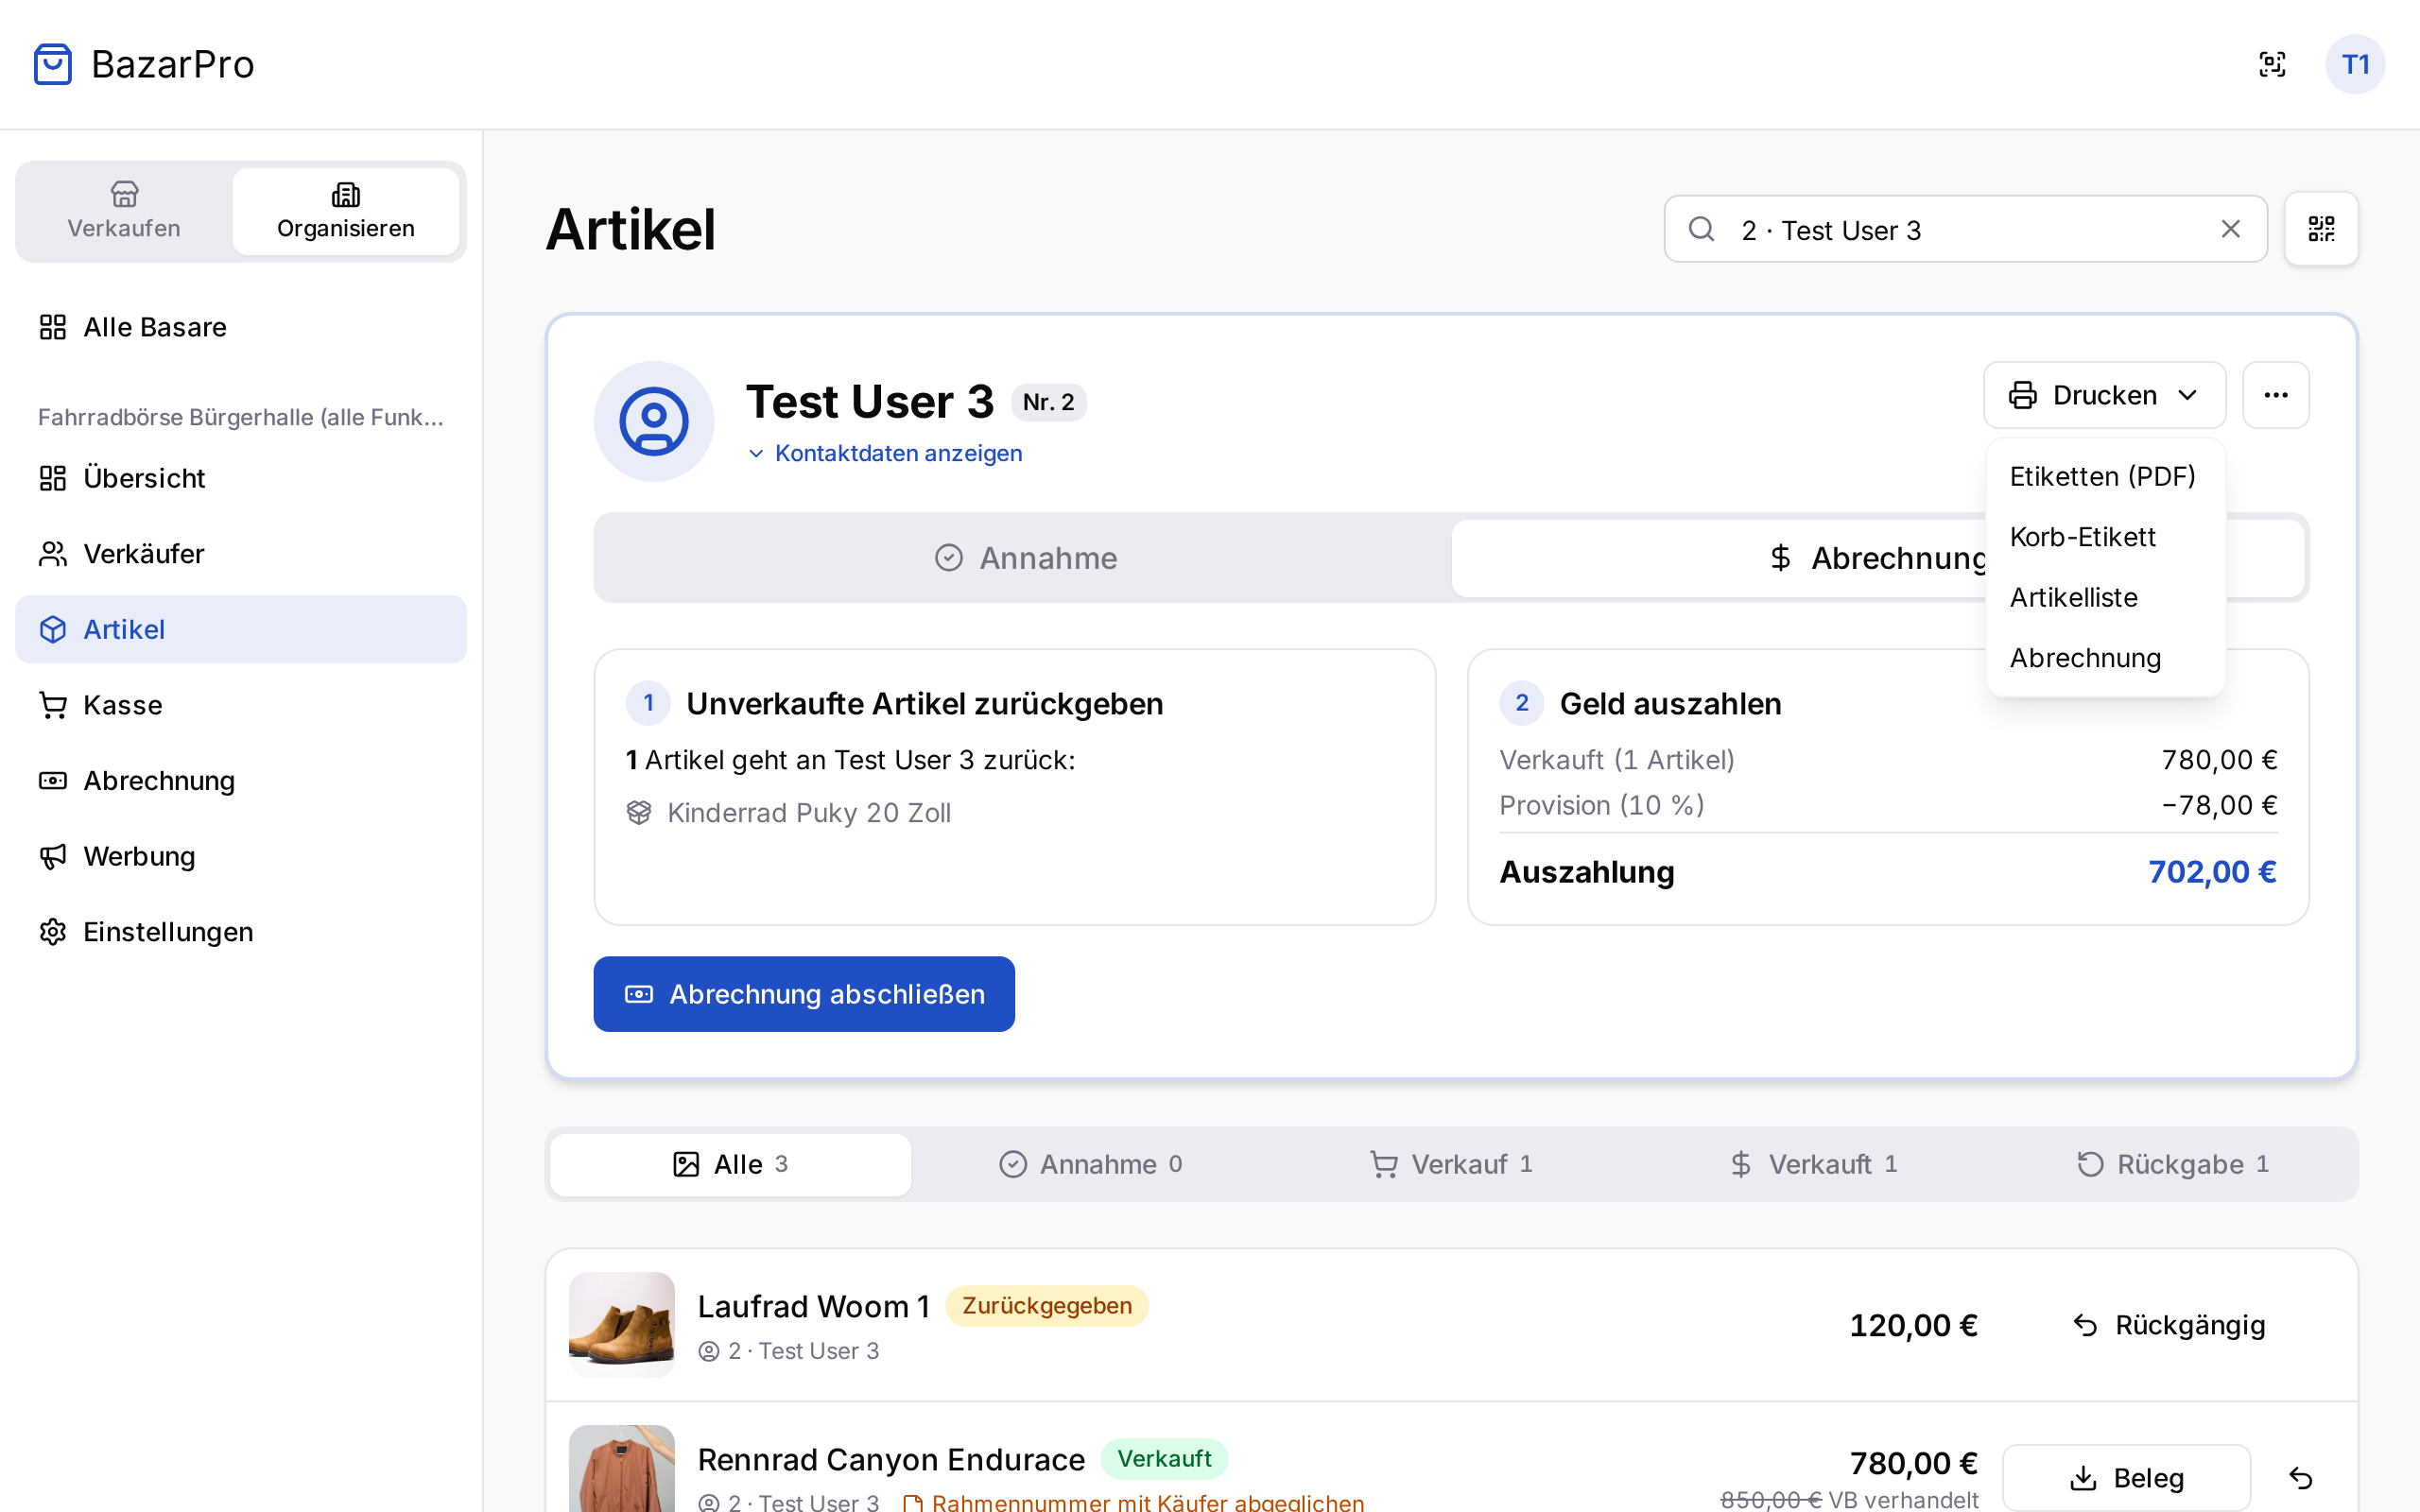 BazarPro
T1
Verkaufen
Organisieren
Alle Basare
Fahrradbörse Bürgerhalle (alle Funk...
Übersicht
Verkäufer
Artikel
Kasse
Abrechnung
Werbung
Einstellungen
Artikel
2 · Test User 3
Test User 3 Nr. 2
Kontaktdaten anzeigen
Drucken
Etiketten (PDF)
Korb-Etikett
Artikelliste
Abrechnung
Annahme
Abrechnung
1 Unverkaufte Artikel zurückgeben
1 Artikel geht an Test User 3 zurück:
Kinderrad Puky 20 Zoll
2 Geld auszahlen
Verkauft (1 Artikel) 780,00 €
Provision (10 %) −78,00 €
Auszahlung 702,00 €
Abrechnung abschließen
Alle 3
Annahme 0
Verkauf 1
Verkauft 1
Rückgabe 1
Laufrad Woom 1 Zurückgegeben
2 · Test User 3
120,00 €
Rückgängig
Rennrad Canyon Endurace Verkauft
2 · Test User 3 Rahmennummer mit Käufer abgeglichen
780,00 €
850,00 € VB verhandelt
Beleg